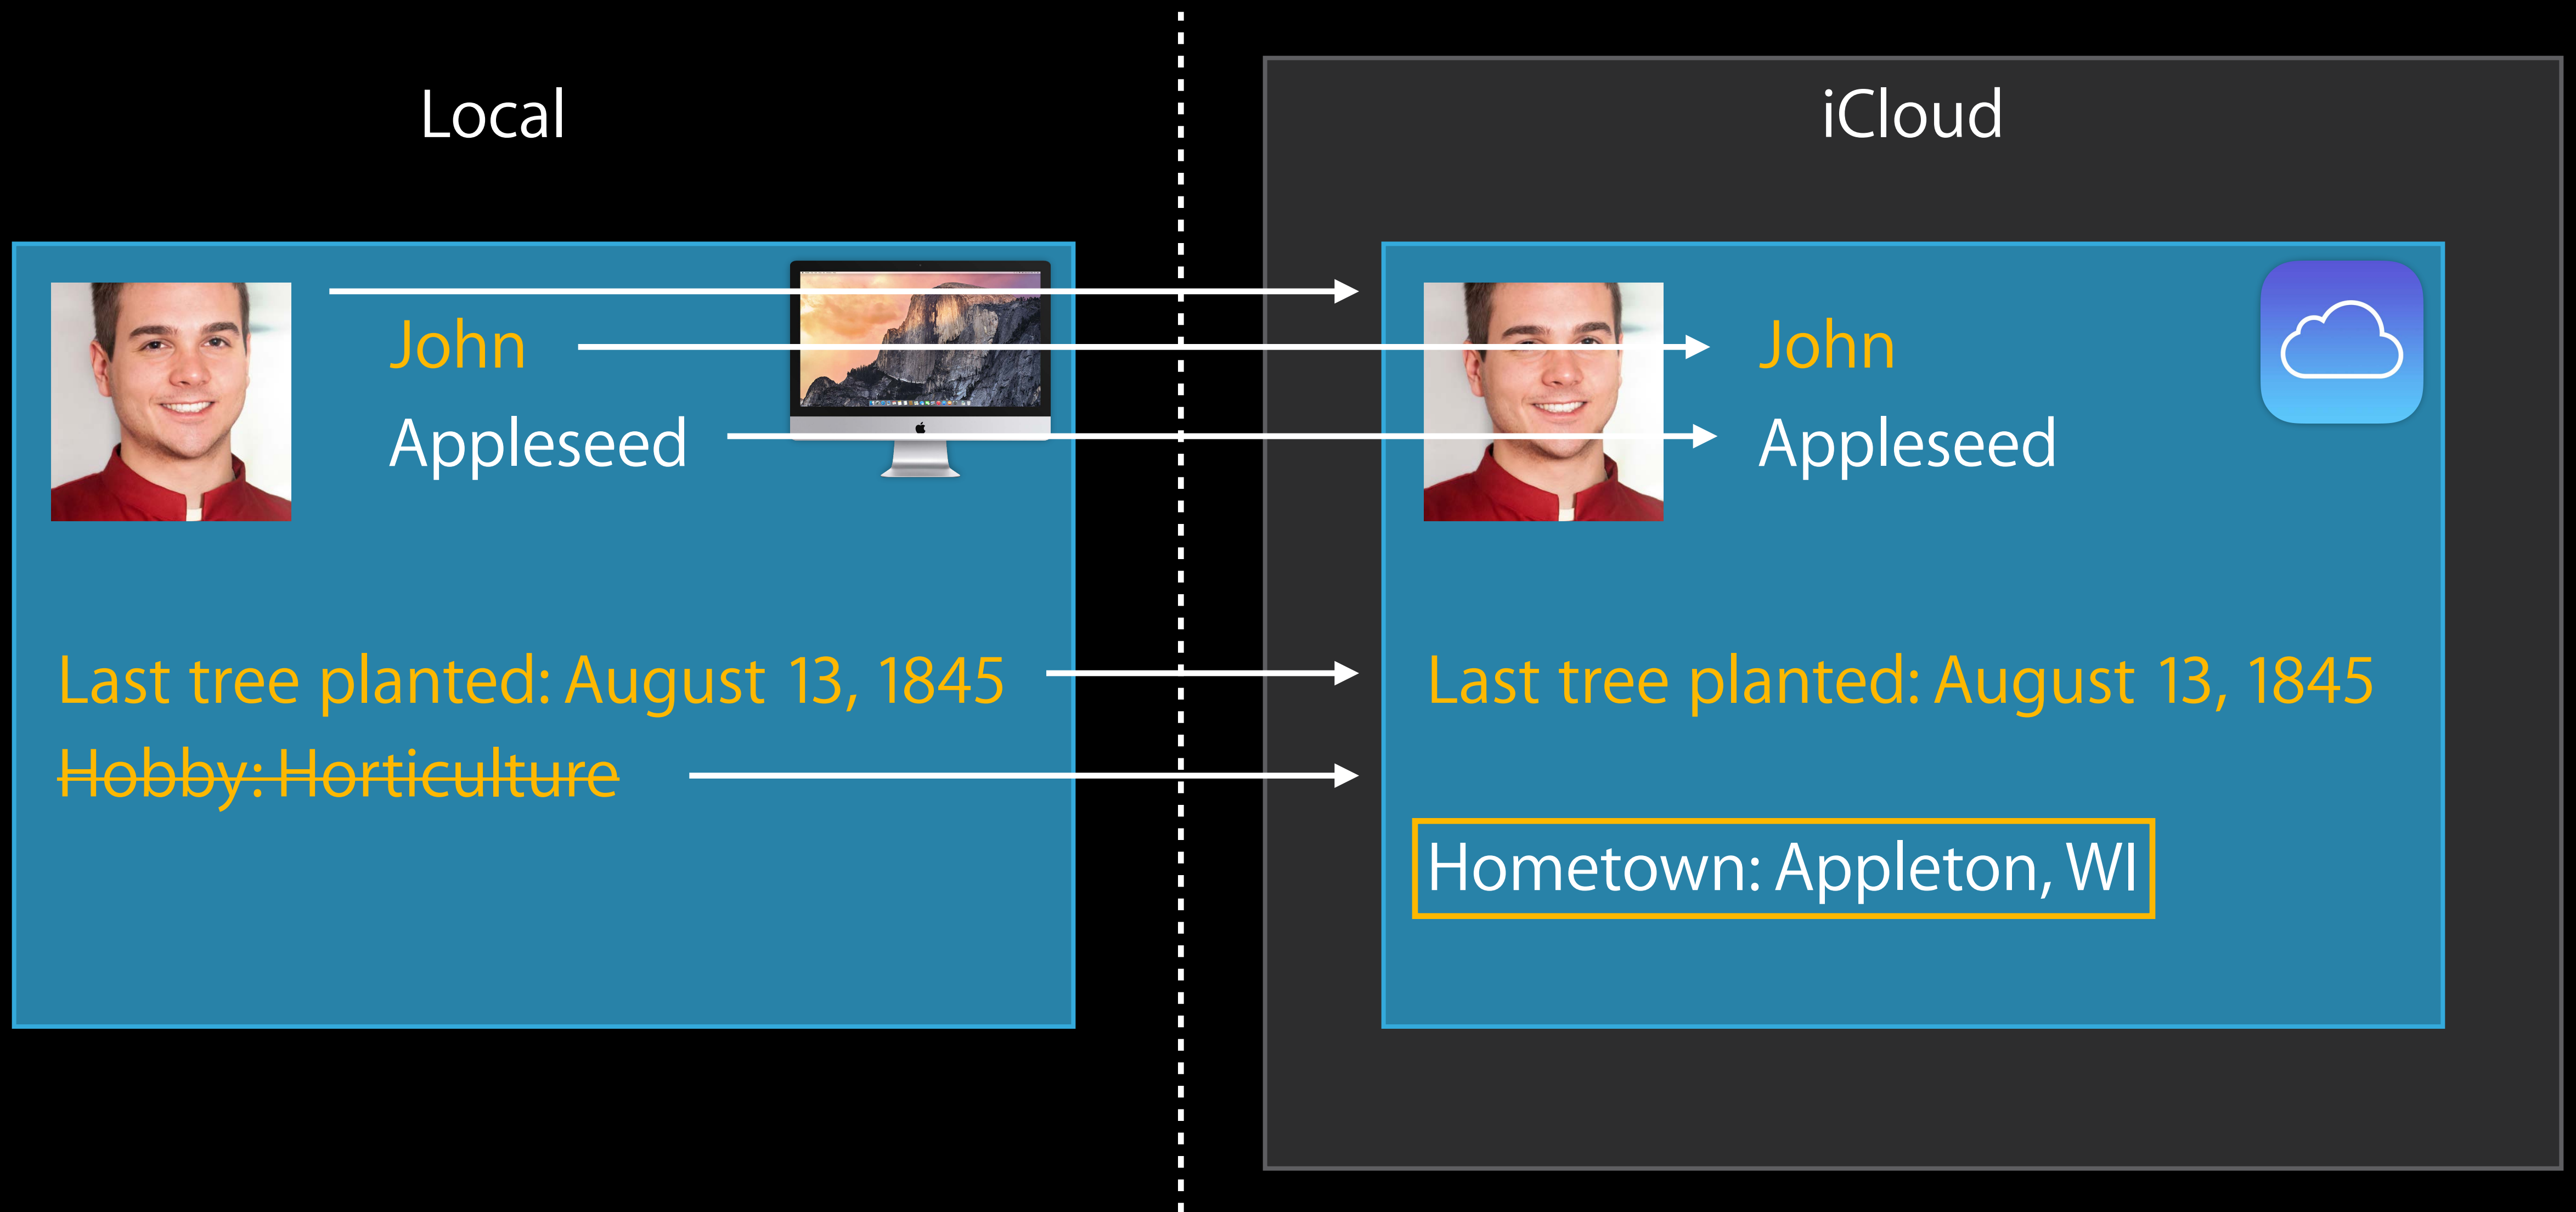 Local
iCloud
John
Appleseed
Last tree planted: August 13, 1845
Hobby: Horticulture
John
Appleseed
Last tree planted: August 13, 1845
Hometown: Appleton, WI